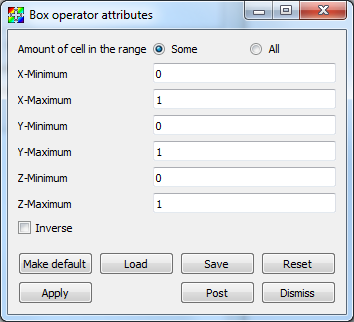 Box operator attributes
Amount of cell in the range Some All
X-Minimum 0
X-Maximum 1
Y-Minimum 0
Y-Maximum 1
Z-Minimum 0
Z-Maximum 1
Inverse
Make default Load Save Reset
Apply Post Dismiss